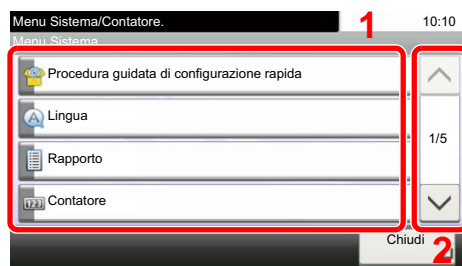 Menu Sistema/Contatore.
1
10:10
Menu Sistema
Procedura guidata di configurazione rapida
Lingua
1/5
Rapporto
123 Contatore
Chiudi
2